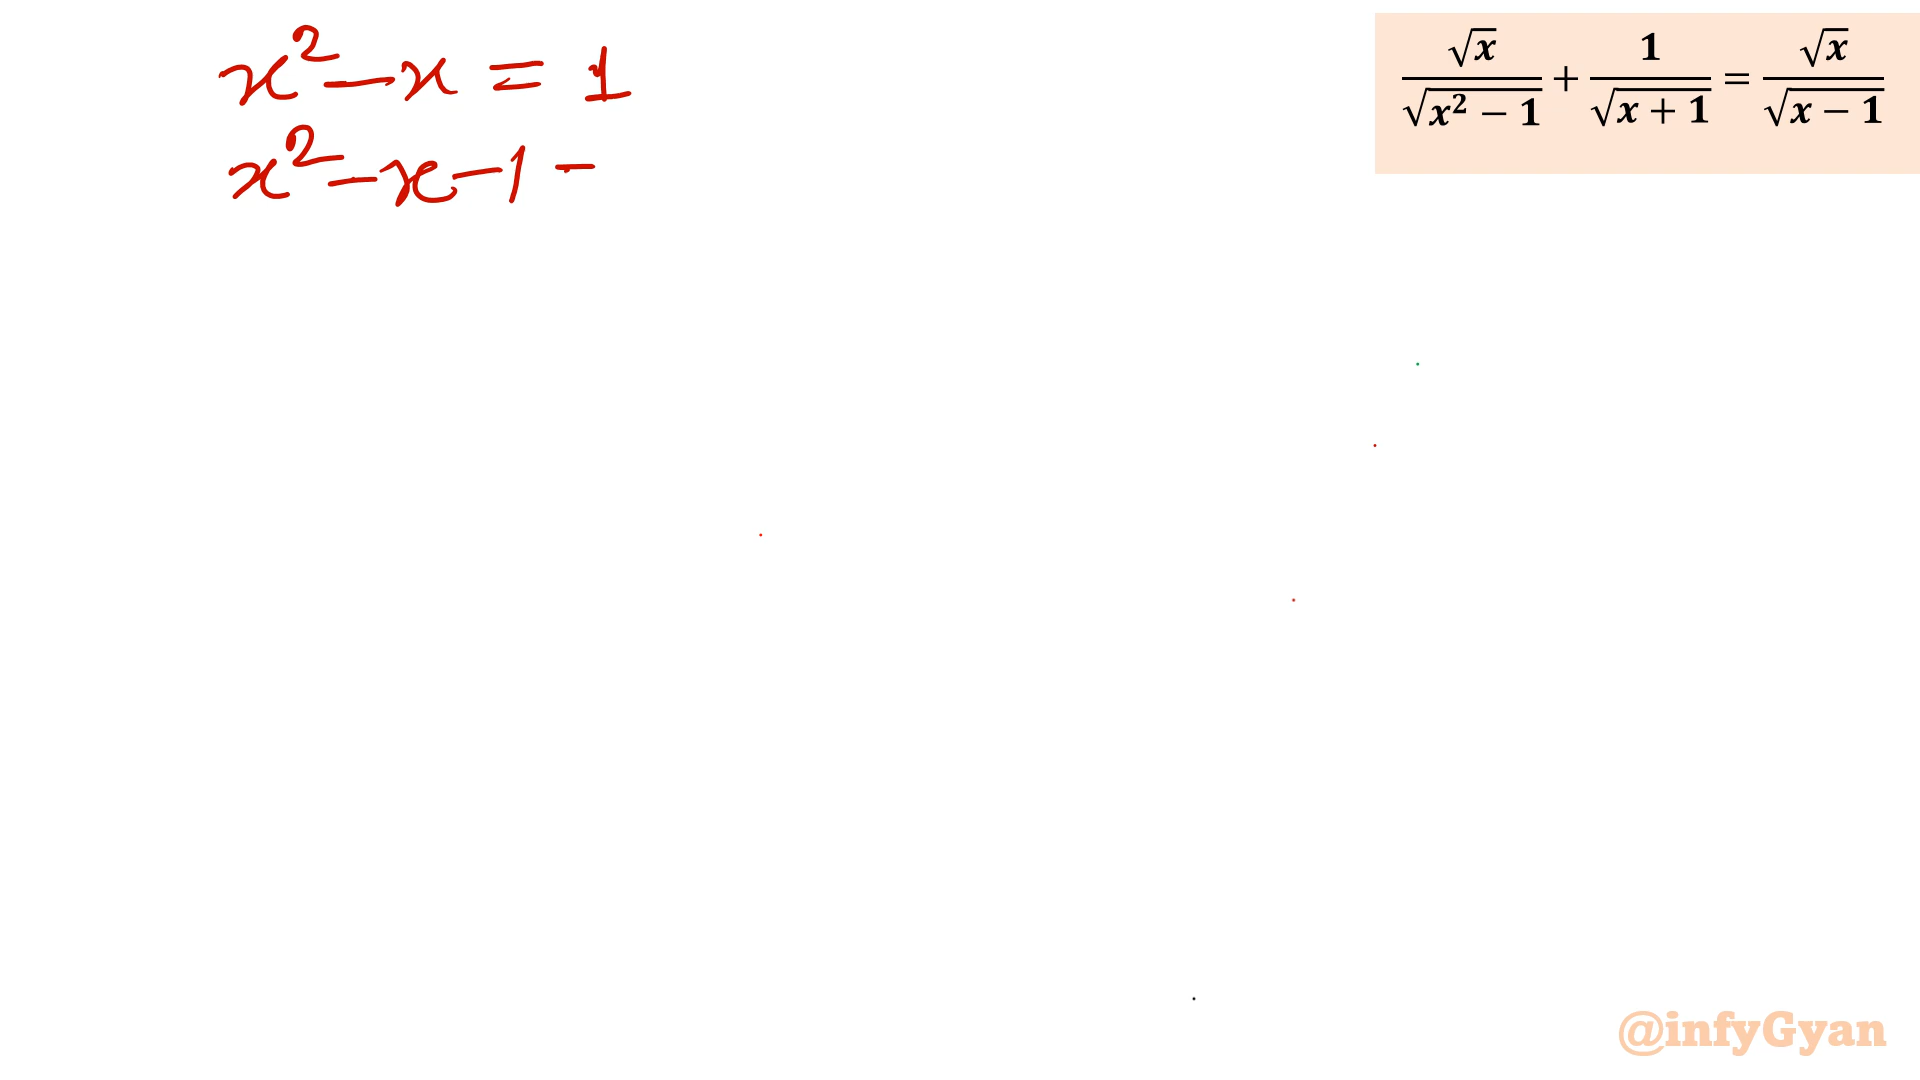 x² - x = 1
x² - x - 1 -
√x/√(x² − 1) + 1/√(x + 1) = √x/√(x − 1)
@infyGyan